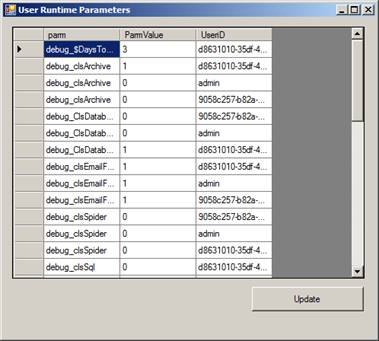 User Runtime Parameters
parm ParmValue UserID
debug_$DaysTo... 3 d8631010-35df-4...
debug_clsArchive 1 d8631010-35df-4...
debug_clsArchive 0 admin
debug_clsArchive 0 9058c257-b82a-...
debug_ClsDatab... 0 9058c257-b82a-...
debug_ClsDatab... 0 admin
debug_ClsDatab... 1 d8631010-35df-4...
debug_clsEmailF... 1 d8631010-35df-4...
debug_clsEmailF... 1 admin
debug_clsEmailF... 1 9058c257-b82a-...
debug_clsSpider 0 9058c257-b82a-...
debug_clsSpider 0 admin
debug_clsSpider 0 d8631010-35df-4...
debug_clsSql 0 d8631010-35df-4...
Update